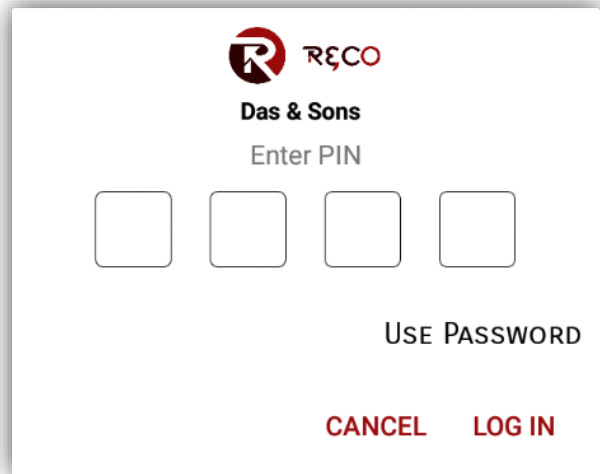 RECO
Das & Sons
Enter PIN
Use Password
CANCEL LOG IN